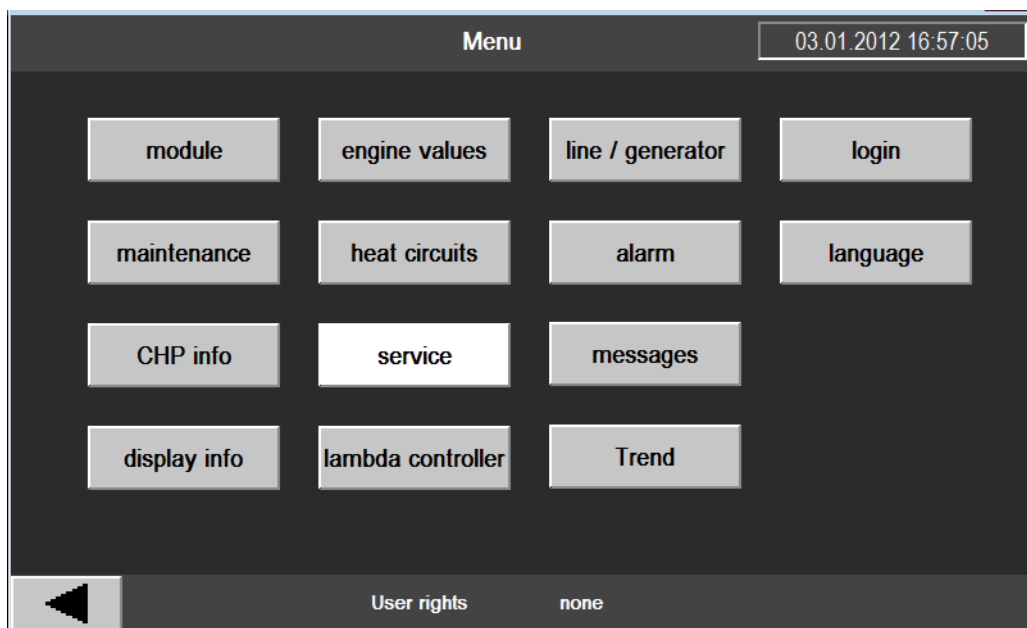 Menu 03.01.2012 16:57:05
module engine values line / generator login
maintenance heat circuits alarm language
CHP info service messages
display info lambda controller Trend
User rights none